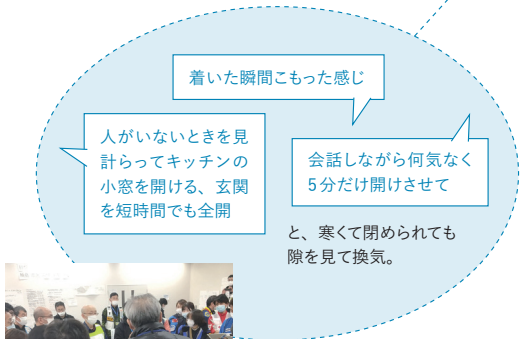 着いた瞬間こもった感じ
人がいないときを見
計らってキッチンの
小窓を開ける、玄関
を短時間でも全開
会話しながら何気なく
5分だけ開けさせて
と、寒くて閉められても
隙を見て換気。